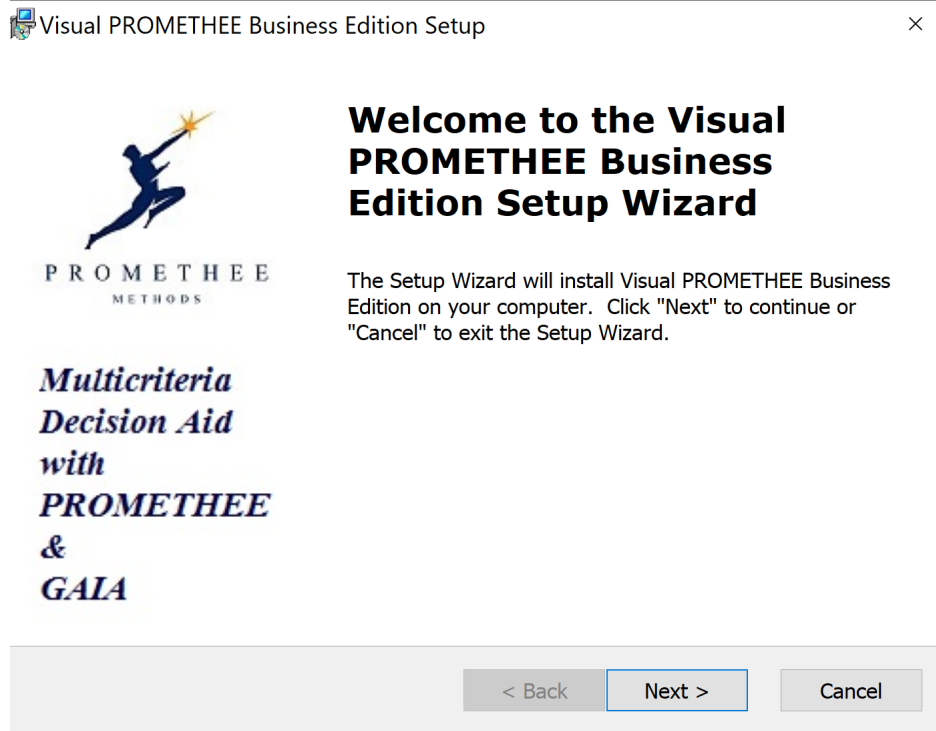 Visual PROMETHEE Business Edition Setup
PROMETHEE
METHODS
Multicriteria
Decision Aid
with
PROMETHEE
&
GAIA
Welcome to the Visual
PROMETHEE Business
Edition Setup Wizard
The Setup Wizard will install Visual PROMETHEE Business
Edition on your computer.  Click "Next" to continue or
"Cancel" to exit the Setup Wizard.
< Back
Next >
Cancel